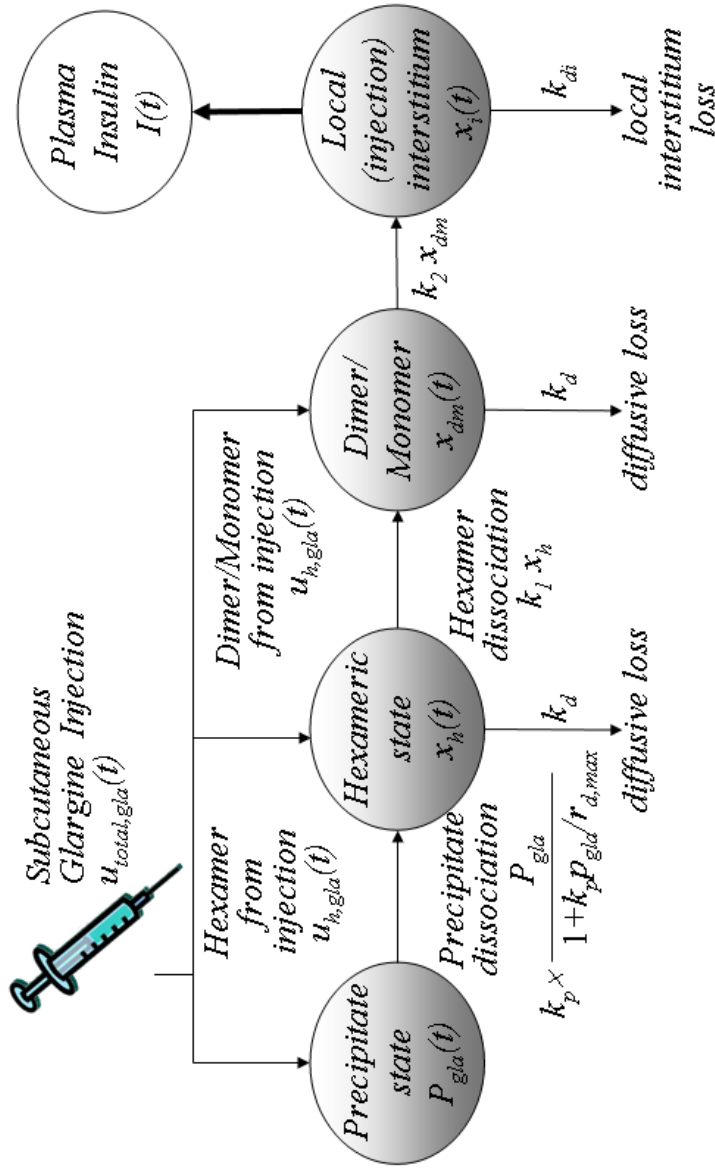 Subcutaneous
Glargine Injection
u_total,gla(t)
Hexamer
from
injection
u_h,gla(t)
Dimer/Monomer
from injection
u_h,gla(t)
Plasma
Insulin
I(t)
Precipitate
state
P_gla(t)
Hexameric
state
x_h(t)
Dimer/
Monomer
x_dm(t)
Local
(injection)
interstitium
x_i(t)
Precipitate
dissociation
k_p × P_gla / 1+k_p p_gla/r_d,max
Hexamer
dissociation
k_1 x_h
k_2 x_dm
k_d
diffusive loss
k_d
diffusive loss
k_di
local
interstitium
loss